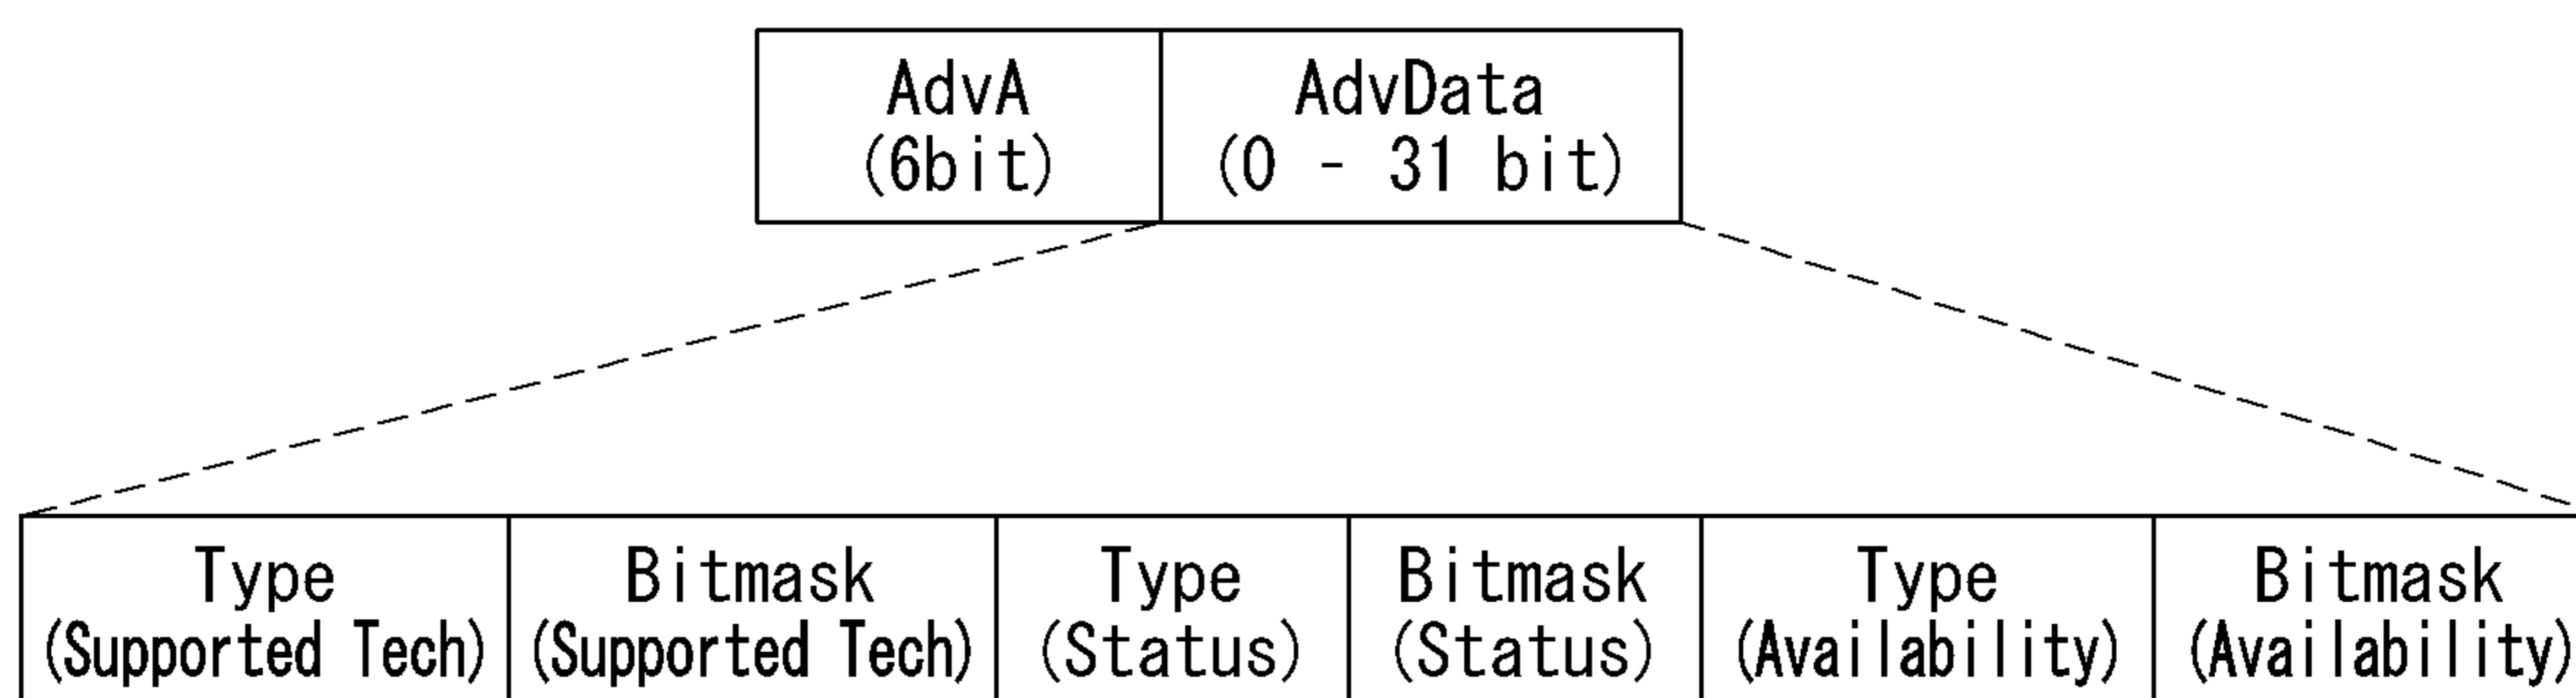 AdvA
(6bit)
AdvData
(0 - 31 bit)
Type
(Supported Tech)
Bitmask
(Supported Tech)
Type
(Status)
Bitmask
(Status)
Type
(Availability)
Bitmask
(Availability)